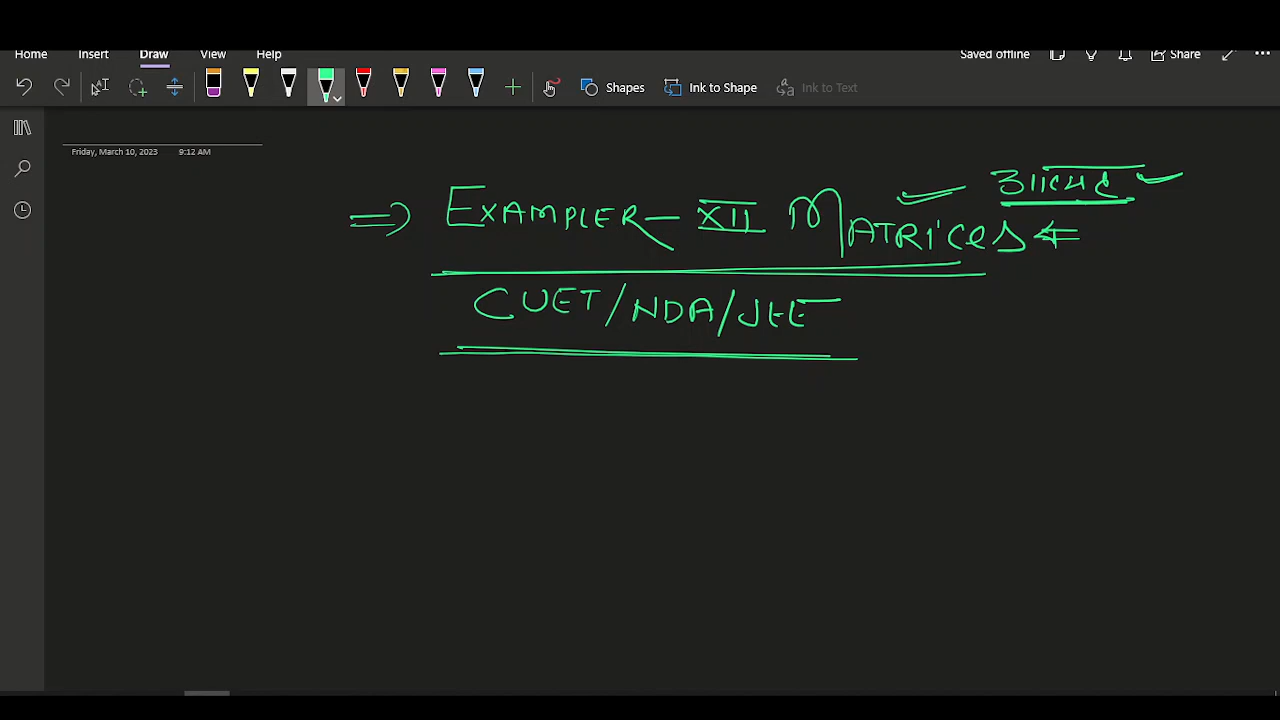 Home Insert Draw View Help Saved offline Share
Shapes Ink to Shape Ink to Text
Friday, March 10, 2023 9:12 AM
⇒ EXAMPLER- XII MATRICES
CUET/NDA/JEE